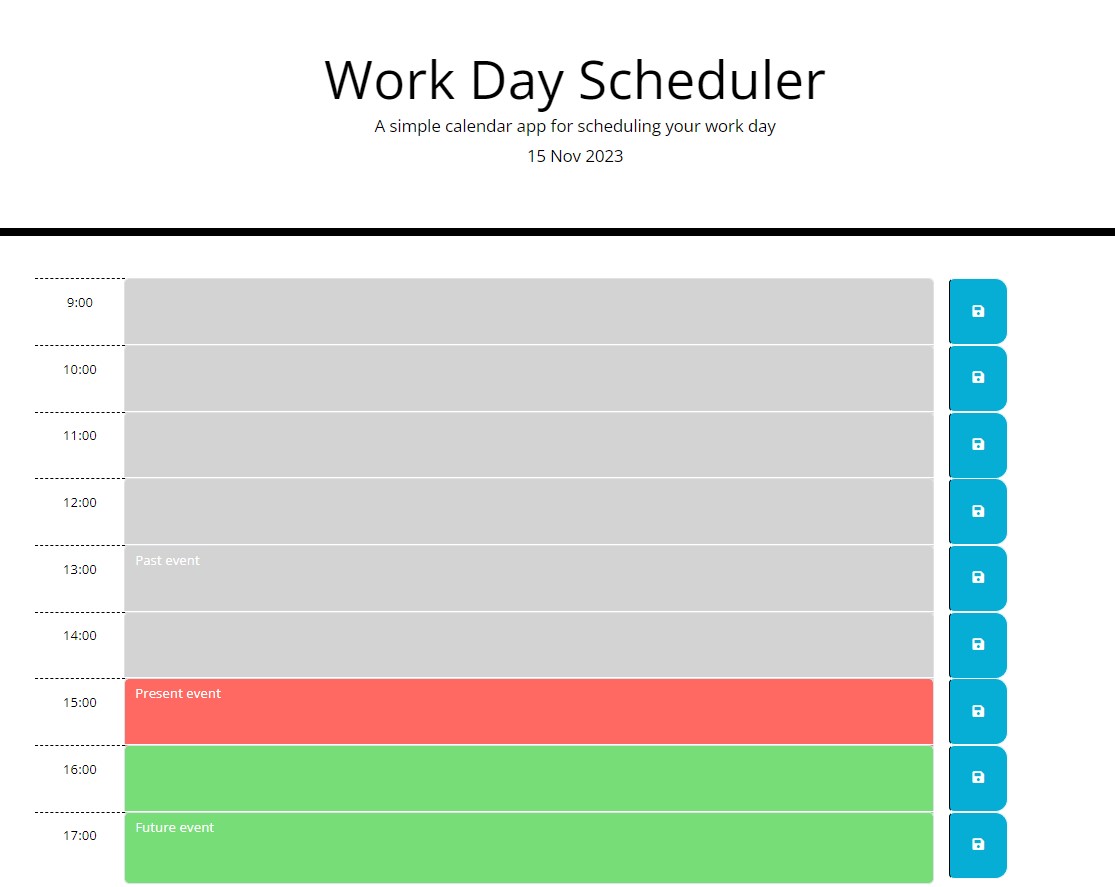 Work Day Scheduler
A simple calendar app for scheduling your work day
15 Nov 2023
9:00
10:00
11:00
12:00
13:00 Past event
14:00
15:00 Present event
16:00
17:00 Future event